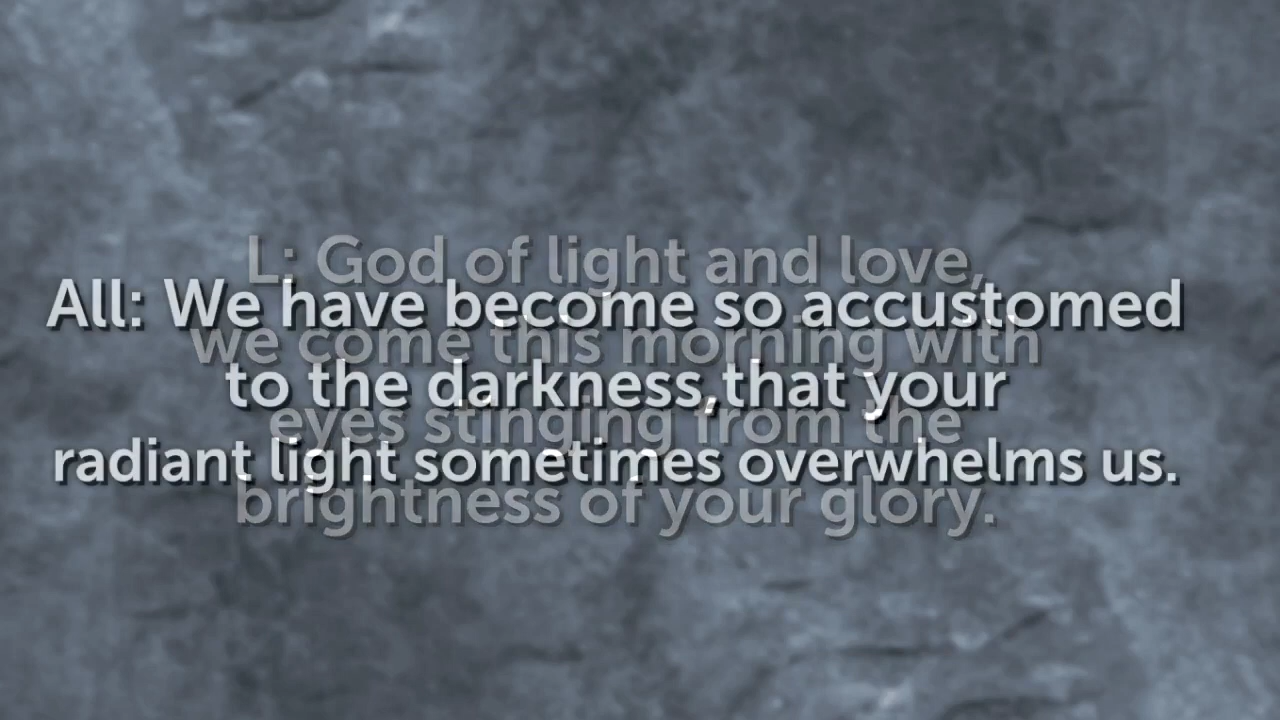 L: God of light and love,
we come this morning with
eyes stinging from the
brightness of your glory.
All: We have become so accustomed
to the darkness,that your
radiant light sometimes overwhelms us.